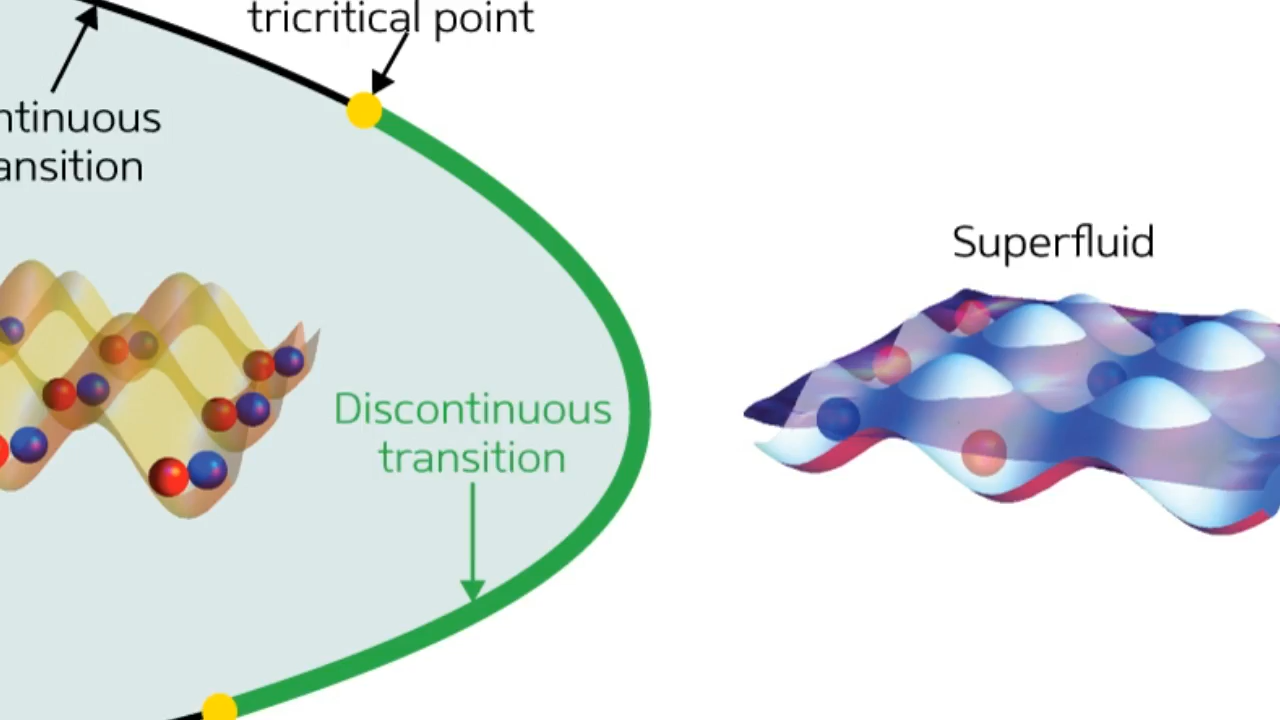 tricritical point
ntinuous
ansition
Superfluid
Discontinuous
transition